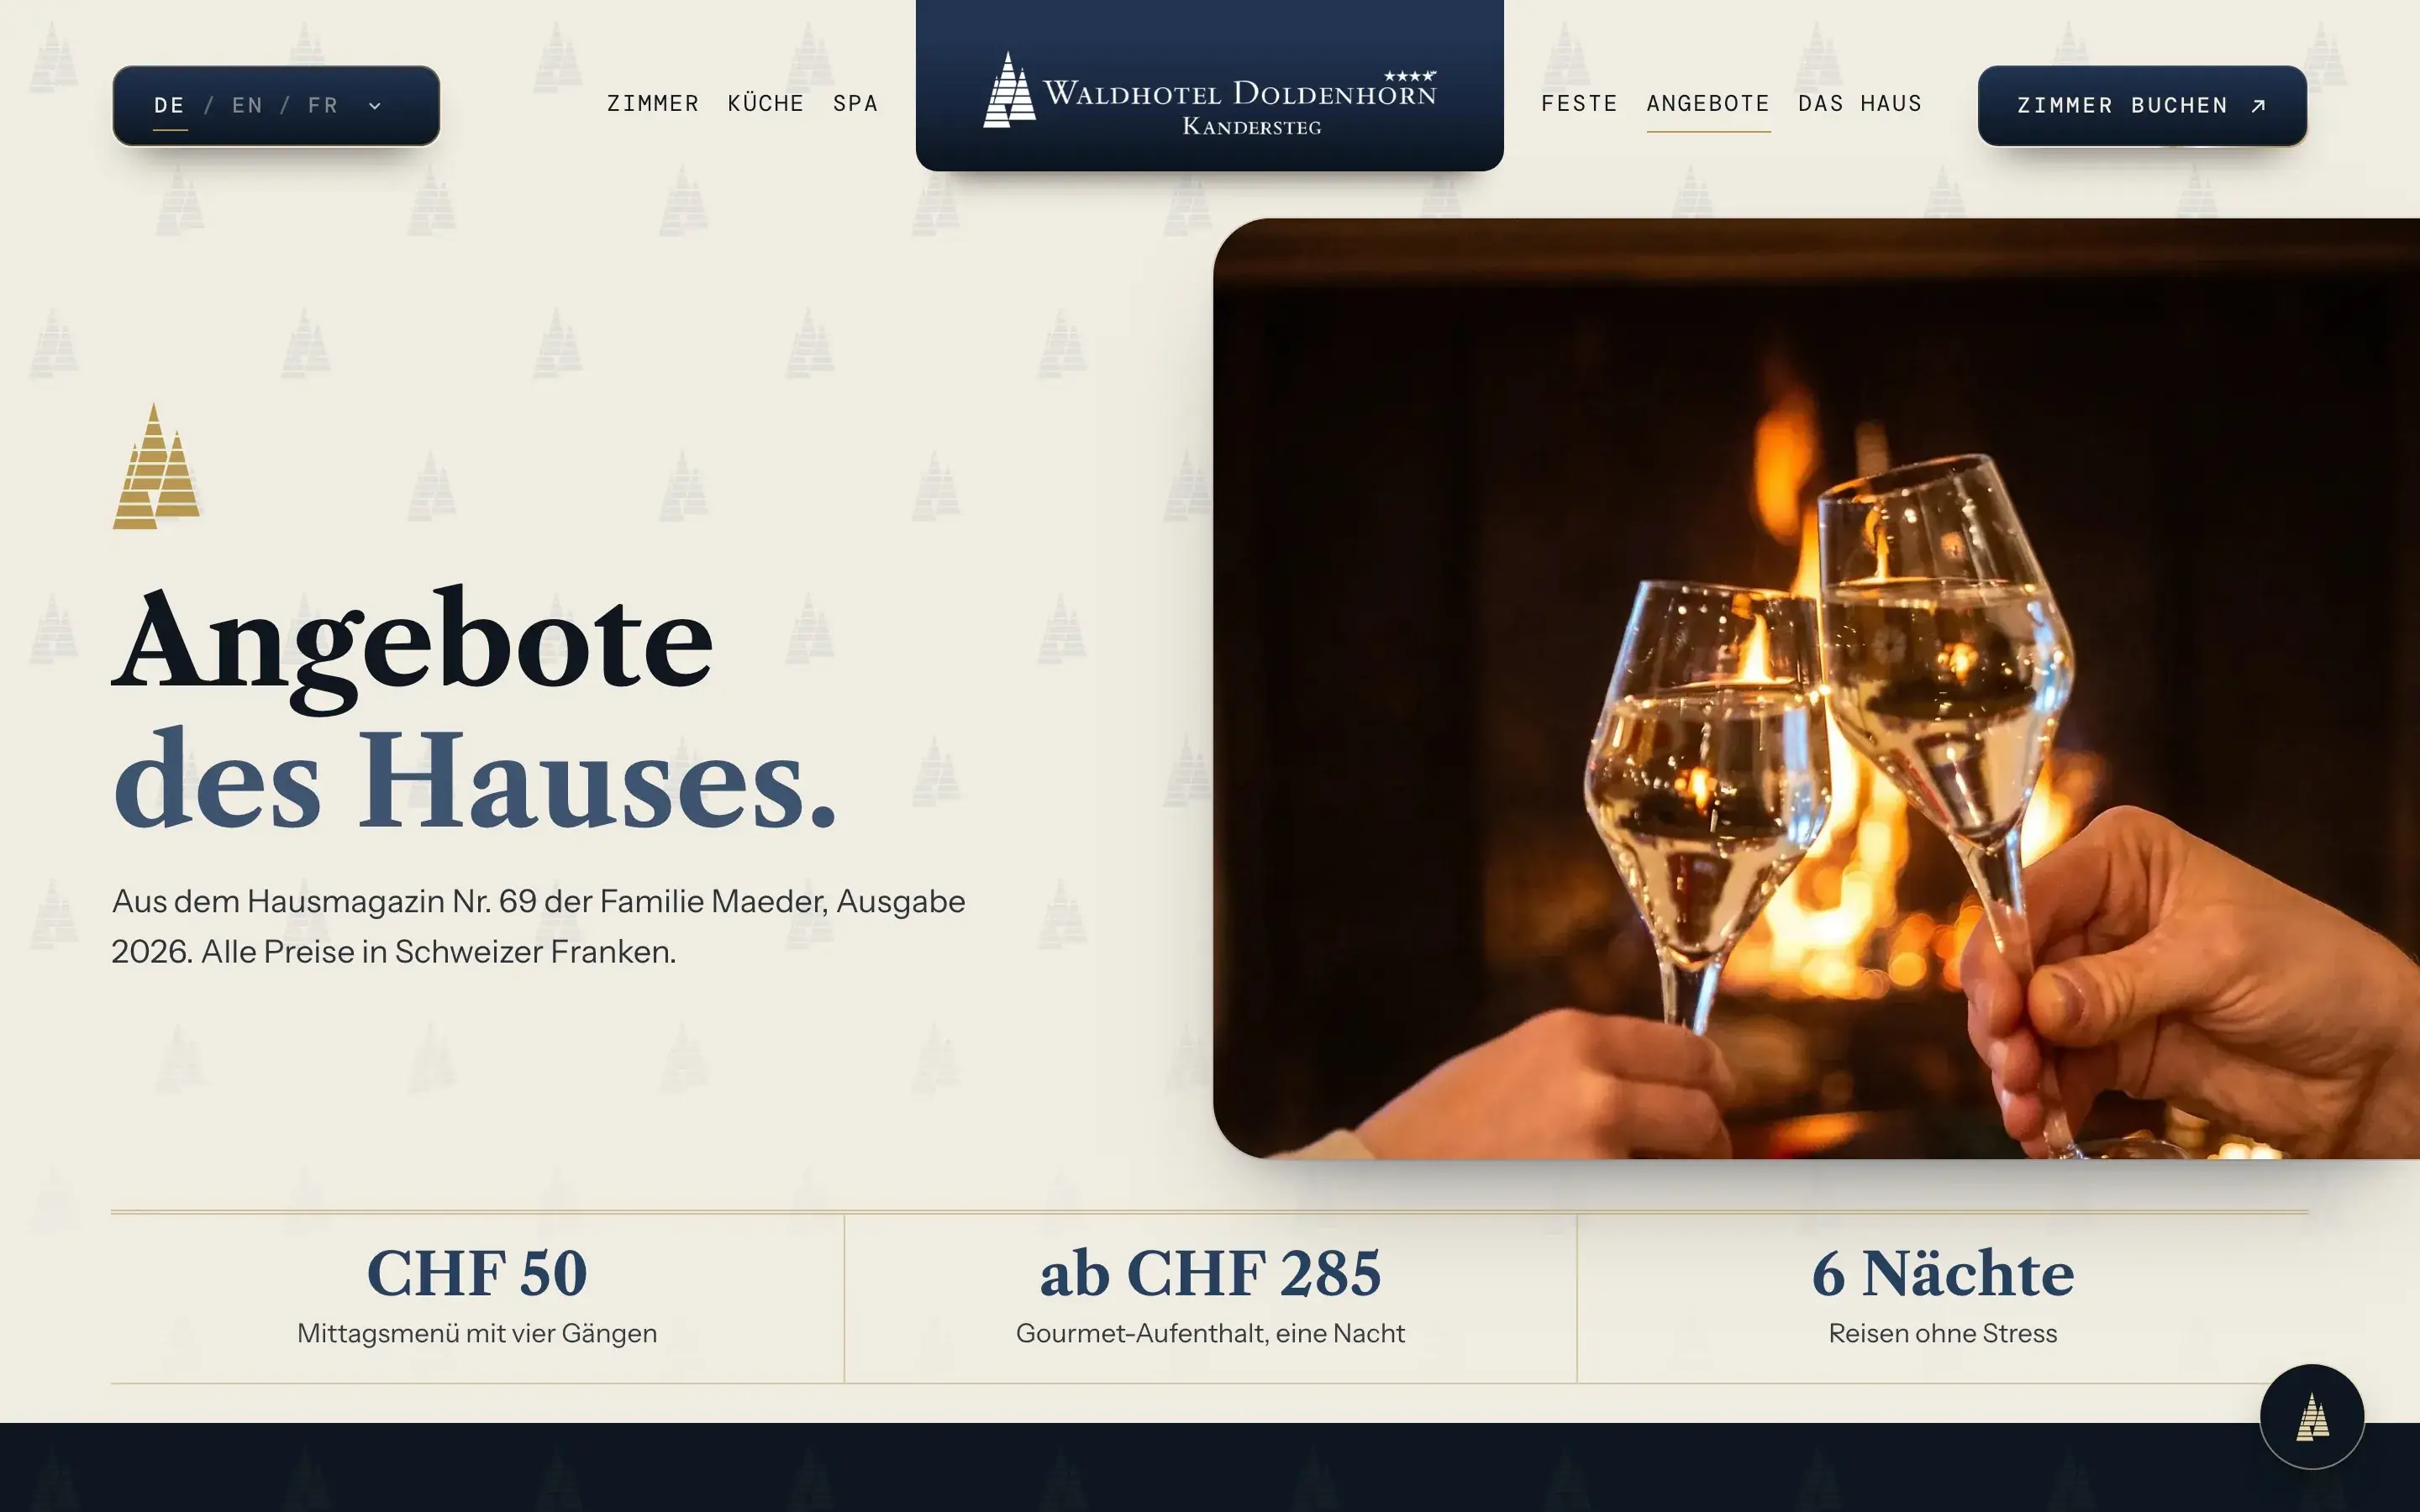 DE / EN / FR
ZIMMER KÜCHE SPA
WALDHOTEL DOLDENHORN
KANDERSTEG
FESTE ANGEBOTE DAS HAUS
ZIMMER BUCHEN
Angebote
des Hauses.
Aus dem Hausmagazin Nr. 69 der Familie Maeder, Ausgabe
2026. Alle Preise in Schweizer Franken.
CHF 50
Mittagsmenü mit vier Gängen
ab CHF 285
Gourmet-Aufenthalt, eine Nacht
6 Nächte
Reisen ohne Stress